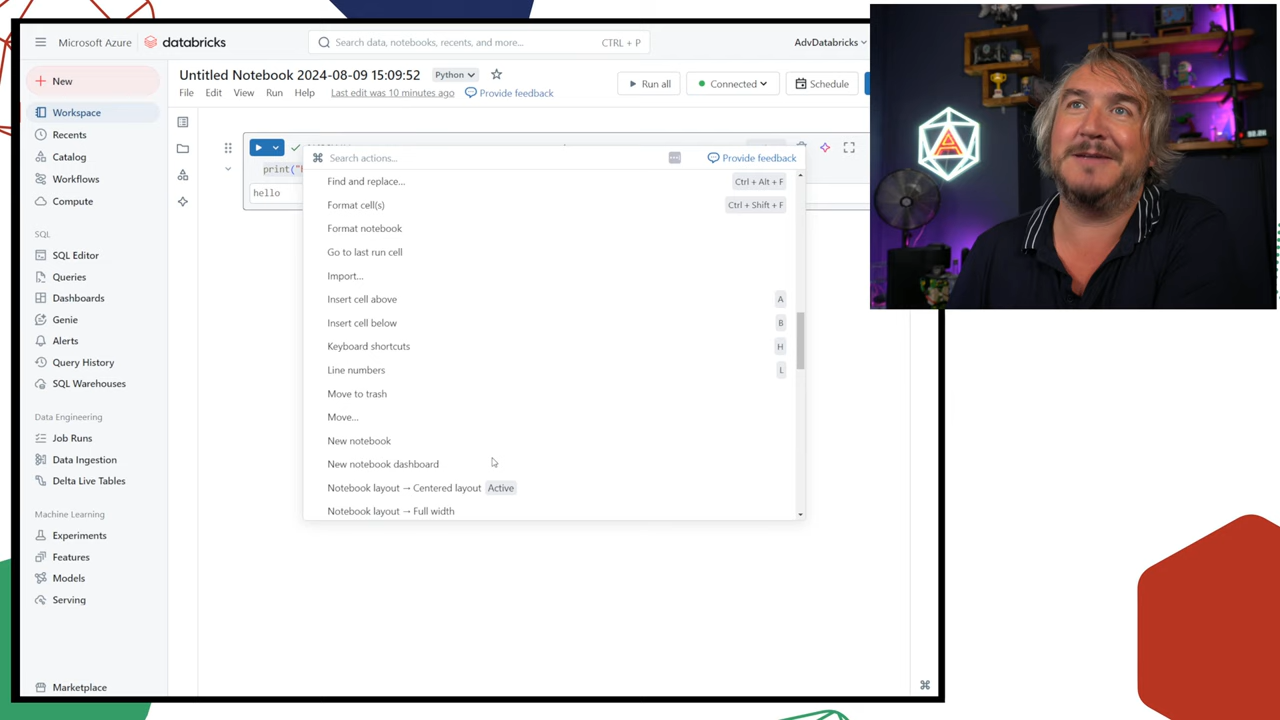 Microsoft Azure databricks
Search data, notebooks, recents, and more... CTRL + P
AdvDatabricks
New
Workspace
Recents
Catalog
Workflows
Compute
SQL
SQL Editor
Queries
Dashboards
Genie
Alerts
Query History
SQL Warehouses
Data Engineering
Job Runs
Data Ingestion
Delta Live Tables
Machine Learning
Experiments
Features
Models
Serving
Marketplace
Untitled Notebook 2024-08-09 15:09:52 Python
File Edit View Run Help Last edit was 10 minutes ago Provide feedback
Run all Connected Schedule
print("
hello
Search actions... Provide feedback
Find and replace... Ctrl + Alt + F
Format cell(s) Ctrl + Shift + F
Format notebook
Go to last run cell
Import...
Insert cell above A
Insert cell below B
Keyboard shortcuts H
Line numbers L
Move to trash
Move...
New notebook
New notebook dashboard
Notebook layout → Centered layout Active
Notebook layout → Full width
A